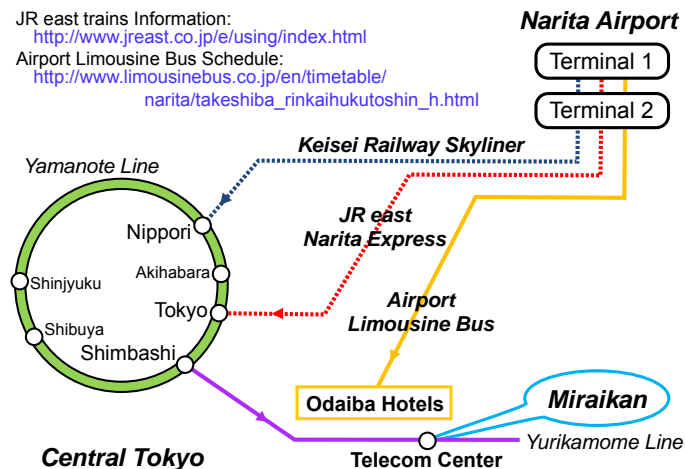 JR east trains Information:
http://www.jreast.co.jp/e/using/index.html
Airport Limousine Bus Schedule:
http://www.limousinebus.co.jp/en/timetable/
narita/takeshiba_rinkaihukutoshin_h.html
Narita Airport
Terminal 1
Terminal 2
Keisei Railway Skyliner
Yamanote Line
JR east
Narita Express
Nippori
Akihabara
Shinjyuku
Tokyo
Airport
Limousine Bus
Shibuya
Shimbashi
Odaiba Hotels
Miraikan
Yurikamome Line
Telecom Center
Central Tokyo